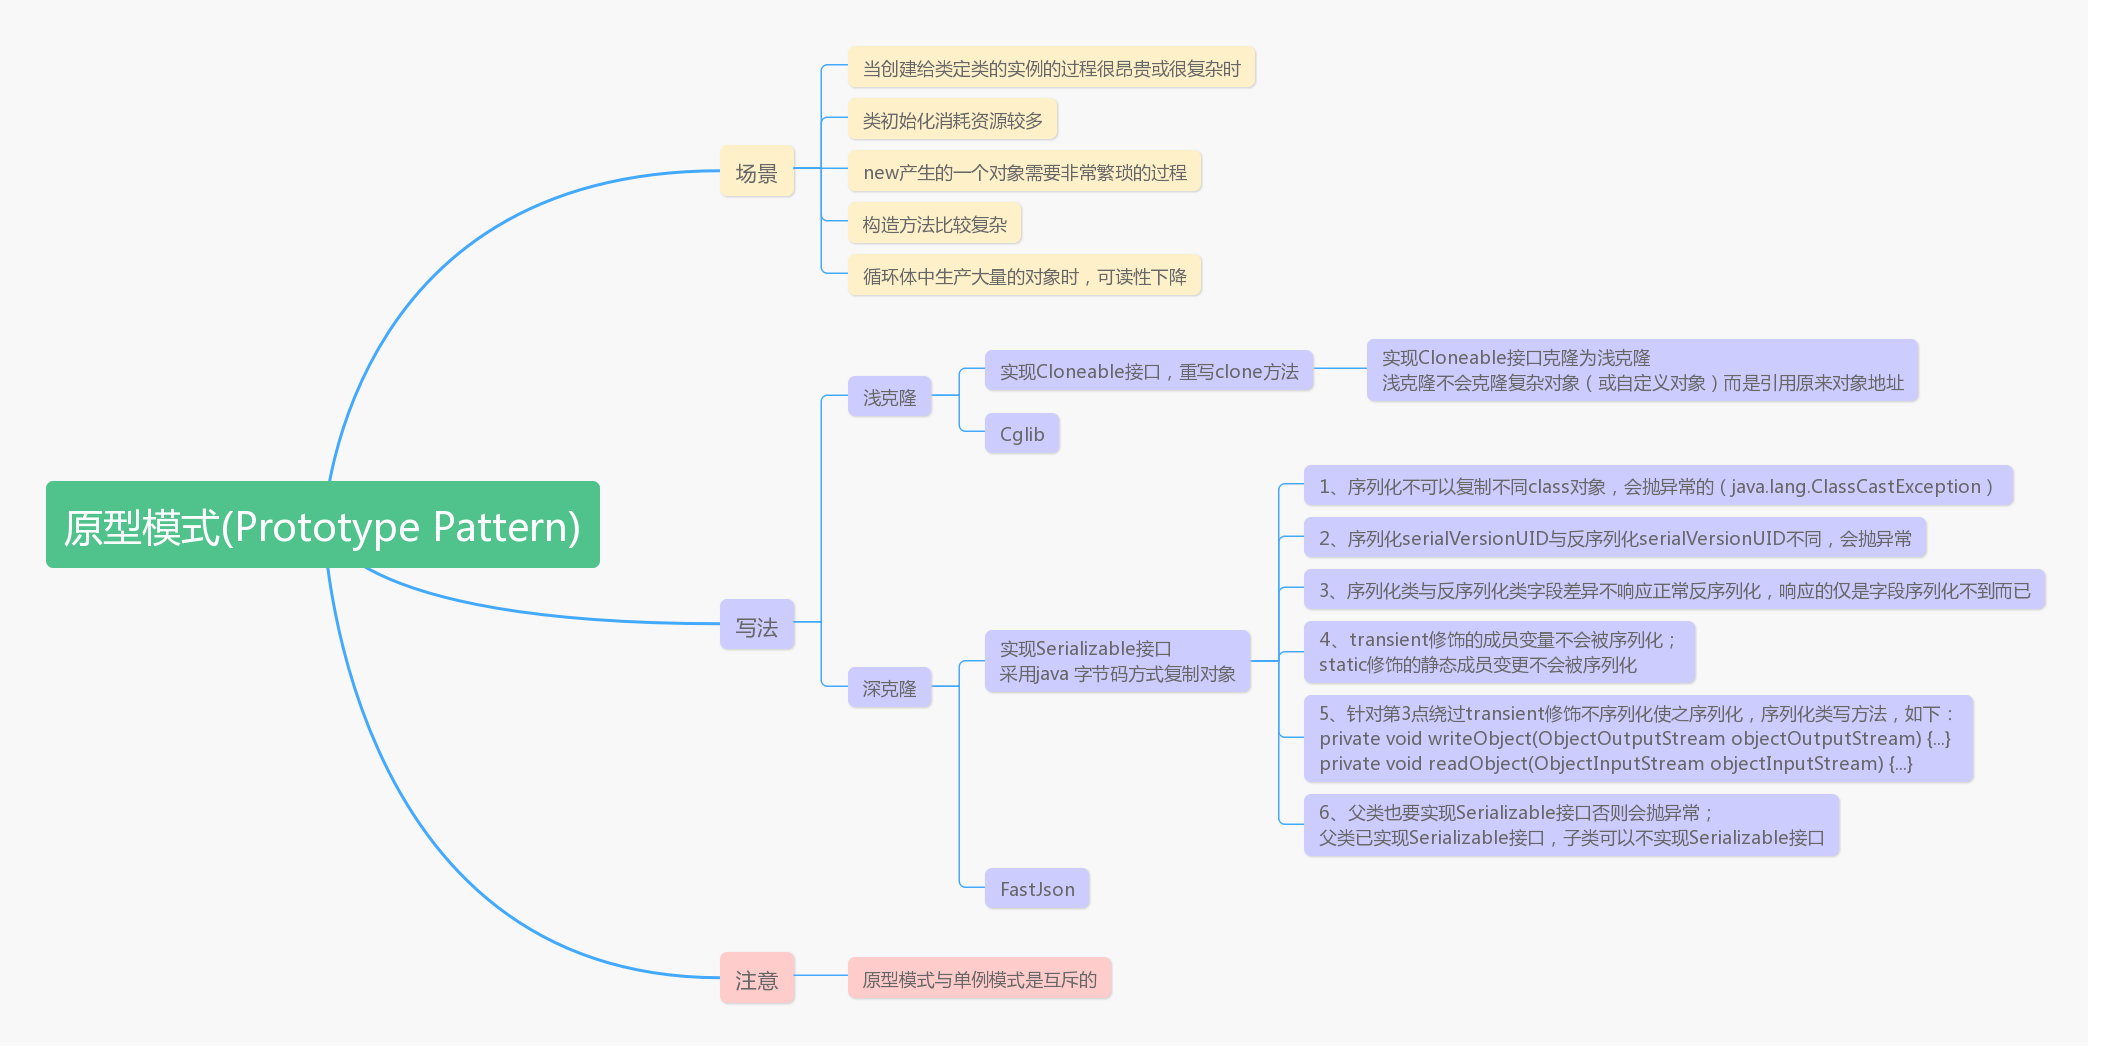 原型模式(Prototype Pattern)
场景
当创建给类定类的实例的过程很昂贵或很复杂时
类初始化消耗资源较多
new产生的一个对象需要非常繁琐的过程
构造方法比较复杂
循环体中生产大量的对象时，可读性下降
写法
浅克隆
实现Cloneable接口，重写clone方法
实现Cloneable接口克隆为浅克隆
浅克隆不会克隆复杂对象（或自定义对象）而是引用原来对象地址
Cglib
深克隆
实现Serializable接口
采用java 字节码方式复制对象
1、序列化不可以复制不同class对象，会抛异常的（java.lang.ClassCastException）
2、序列化serialVersionUID与反序列化serialVersionUID不同，会抛异常
3、序列化类与反序列化类字段差异不响应正常反序列化，响应的仅是字段序列化不到而已
4、transient修饰的成员变量不会被序列化；
static修饰的静态成员变更不会被序列化
5、针对第3点绕过transient修饰不序列化使之序列化，序列化类写方法，如下：
private void writeObject(ObjectOutputStream objectOutputStream) {...}
private void readObject(ObjectInputStream objectInputStream) {...}
6、父类也要实现Serializable接口否则会抛异常；
父类已实现Serializable接口，子类可以不实现Serializable接口
FastJson
注意
原型模式与单例模式是互斥的